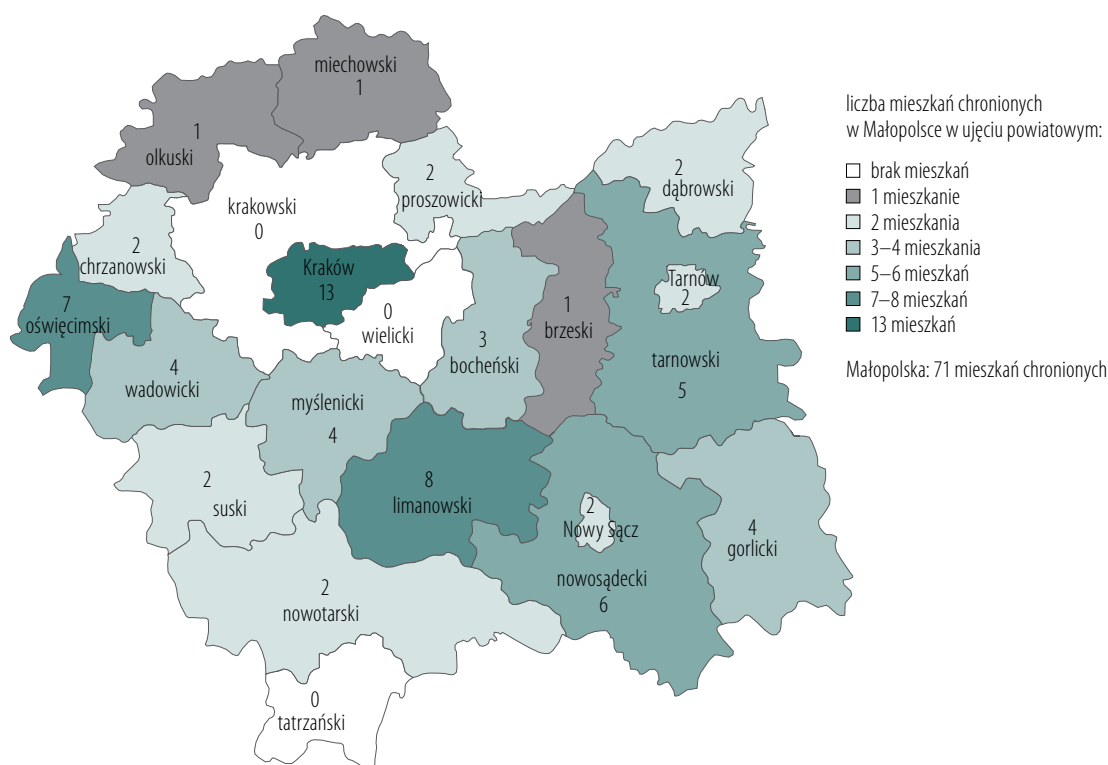 miechowski
1
1
olkuski
2
proszowicki
2
dąbrowski
krakowski
0
2
chrzanowski
Kraków
13
Tarnów
2
7
oświęcimski
0
wielicki
1
brzeski
3
bocheński
tarnowski
5
4
wadowicki
myślenicki
4
2
suski
8
limanowski
2
Nowy Sącz
4
gorlicki
nowosądecki
6
2
nowotarski
0
tatrzański
liczba mieszkań chronionych
w Małopolsce w ujęciu powiatowym:
brak mieszkań
1 mieszkanie
2 mieszkania
3–4 mieszkania
5–6 mieszkań
7–8 mieszkań
13 mieszkań
Małopolska: 71 mieszkań chronionych